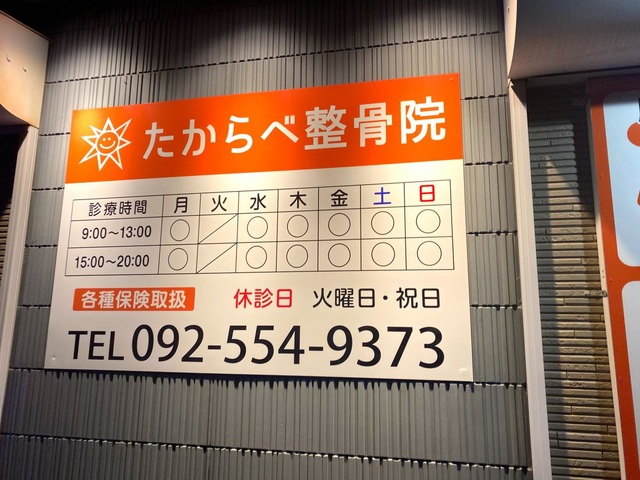 たからべ整骨院
診療時間 月 火 水 木 金 土 日
9:00〜13:00 ○ ／ ○ ○ ○ ○ ○
15:00〜20:00 ○ ／ ○ ○ ○ ○ ○
各種保険取扱 休診日 火曜日・祝日
TEL 092-554-9373